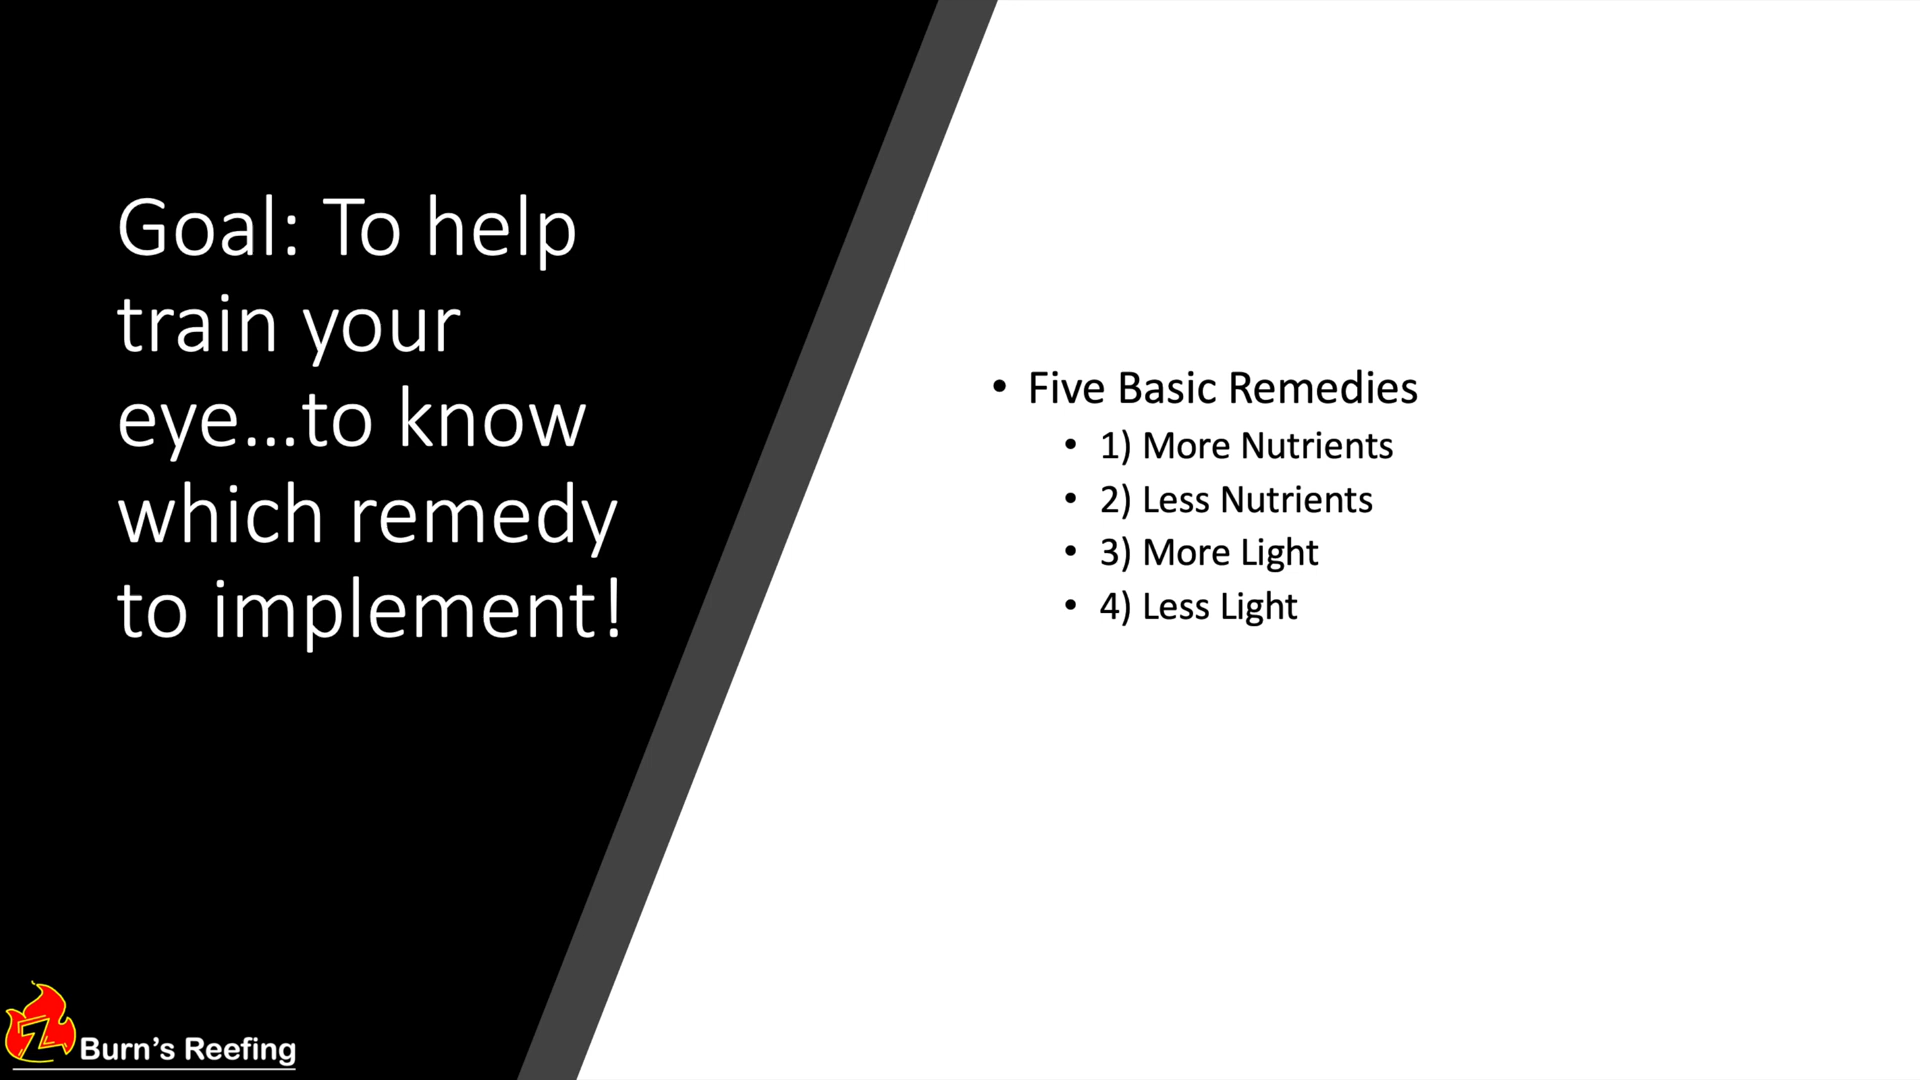 Goal: To help
train your
eye...to know
which remedy
to implement!
• Five Basic Remedies
• 1) More Nutrients
• 2) Less Nutrients
• 3) More Light
• 4) Less Light
Z Burn's Reefing